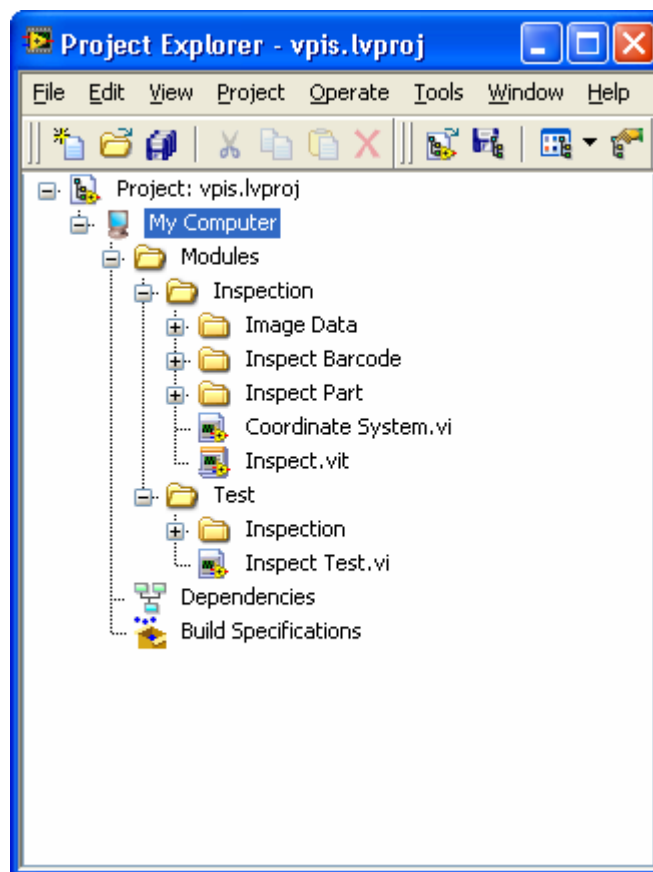 Project Explorer - vpis.lvproj
File Edit View Project Operate Tools Window Help
Project: vpis.lvproj
My Computer
Modules
Inspection
Image Data
Inspect Barcode
Inspect Part
Coordinate System.vi
Inspect.vit
Test
Inspection
Inspect Test.vi
Dependencies
Build Specifications